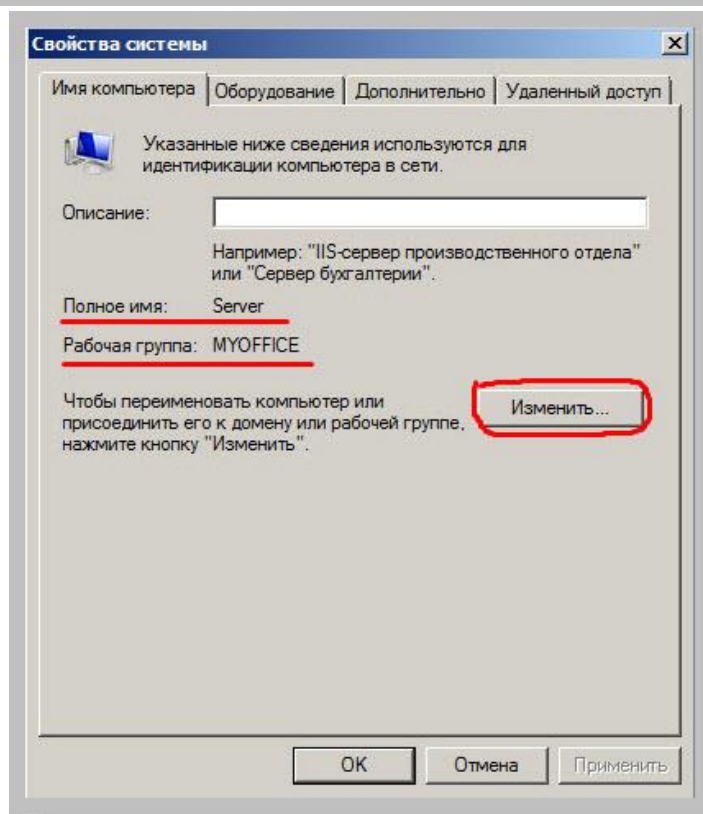 Свойства системы
Имя компьютера Оборудование Дополнительно Удаленный доступ
Указанные ниже сведения используются для
идентификации компьютера в сети.
Описание:
Например: "IIS-сервер производственного отдела"
или "Сервер бухгалтерии".
Полное имя: Server
Рабочая группа: MYOFFICE
Чтобы переименовать компьютер или
присоединить его к домену или рабочей группе,
нажмите кнопку "Изменить".
Изменить...
OK Отмена Применить